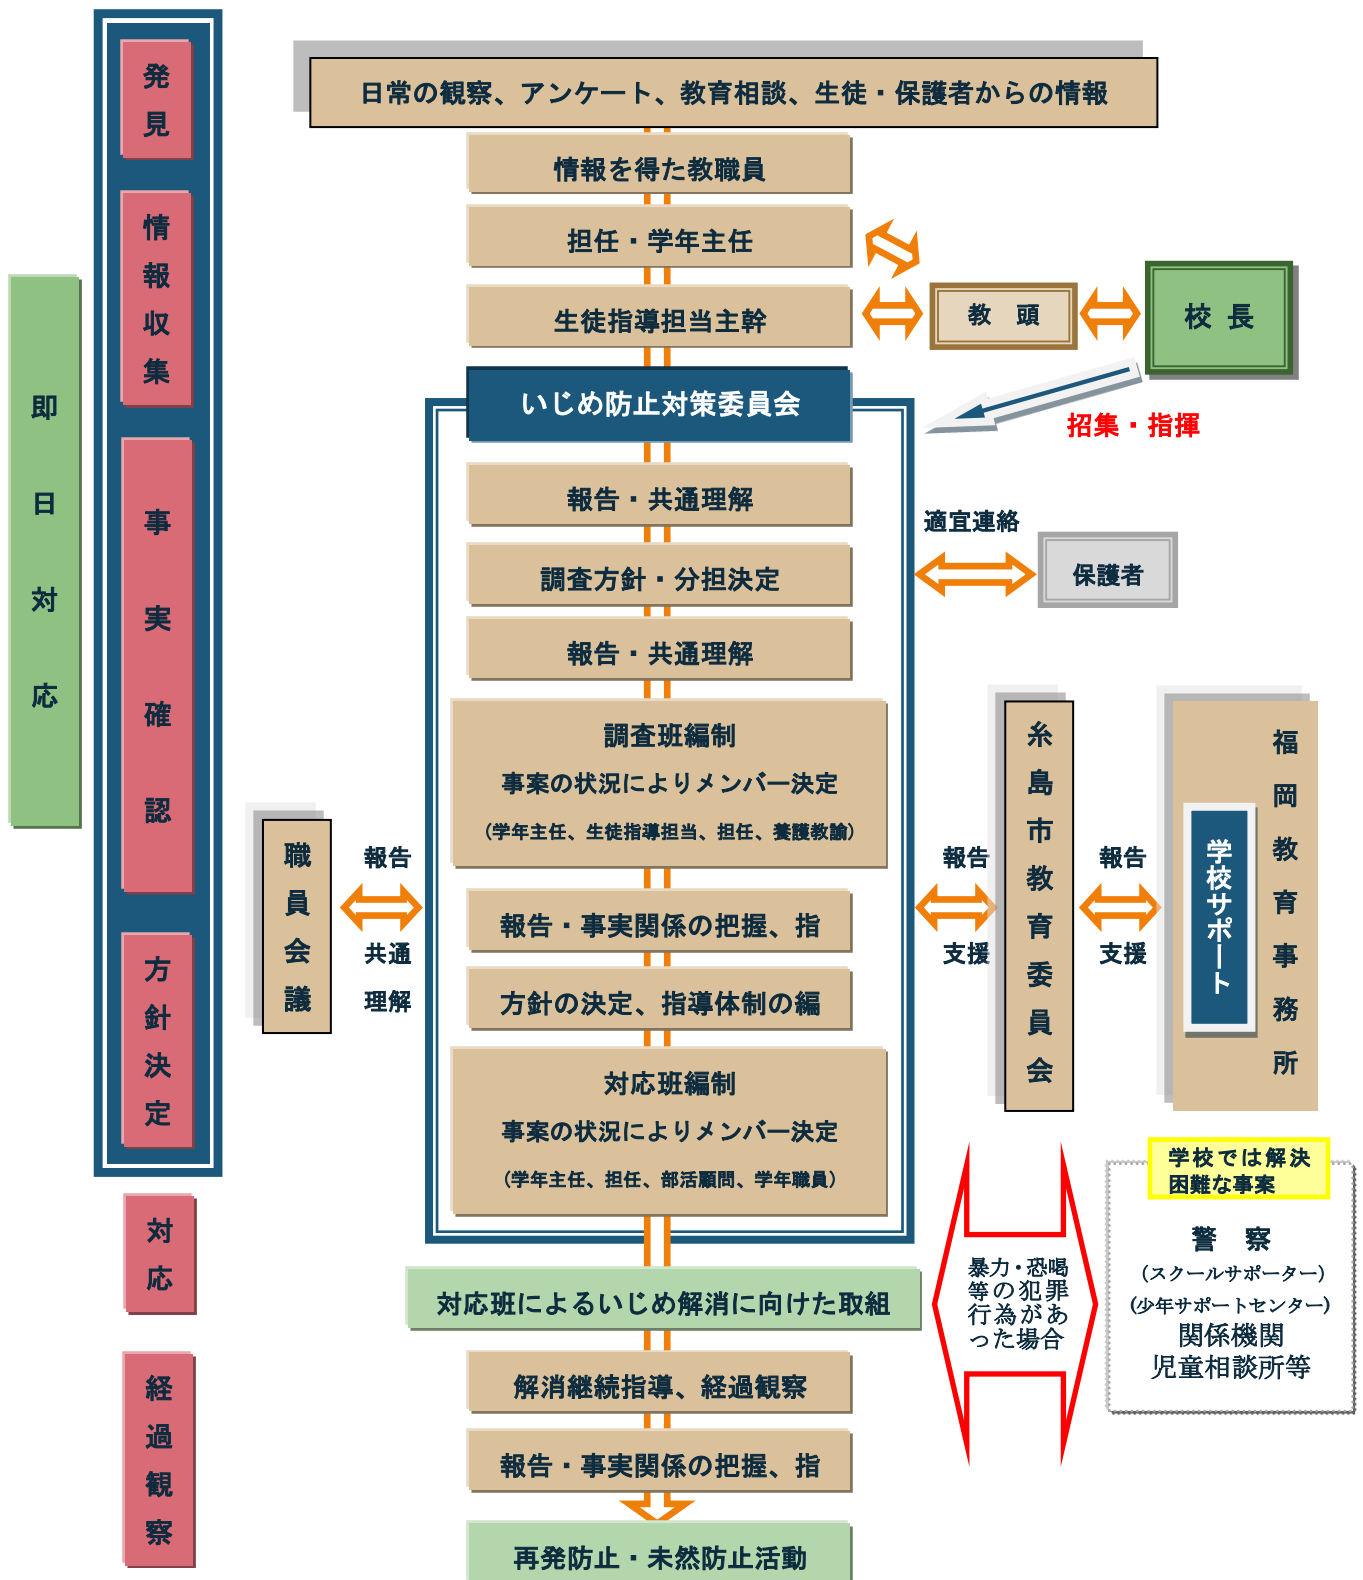 発見
情報収集
事実確認
方針決定
対応
経過観察
即日対応
日常の観察、アンケート、教育相談、生徒・保護者からの情報
情報を得た教職員
担任・学年主任
生徒指導担当主幹
教 頭
校 長
いじめ防止対策委員会
招集・指揮
報告・共通理解
調査方針・分担決定
適宜連絡
保護者
報告・共通理解
調査班編制
事案の状況によりメンバー決定
(学年主任、生徒指導担当、担任、養護教諭)
報告・事実関係の把握、指
方針の決定、指導体制の編
対応班編制
事案の状況によりメンバー決定
(学年主任、担任、部活顧問、学年職員)
職員会議
報告
共通
理解
報告
支援
糸島市教育委員会
報告
支援
福岡教育事務所
学校サポート
対応班によるいじめ解消に向けた取組
暴力・恐喝
等の犯罪
行為があ
った場合
学校では解決
困難な事案
警 察
(スクールサポーター)
(少年サポートセンター)
関係機関
児童相談所等
解消継続指導、経過観察
報告・事実関係の把握、指
再発防止・未然防止活動